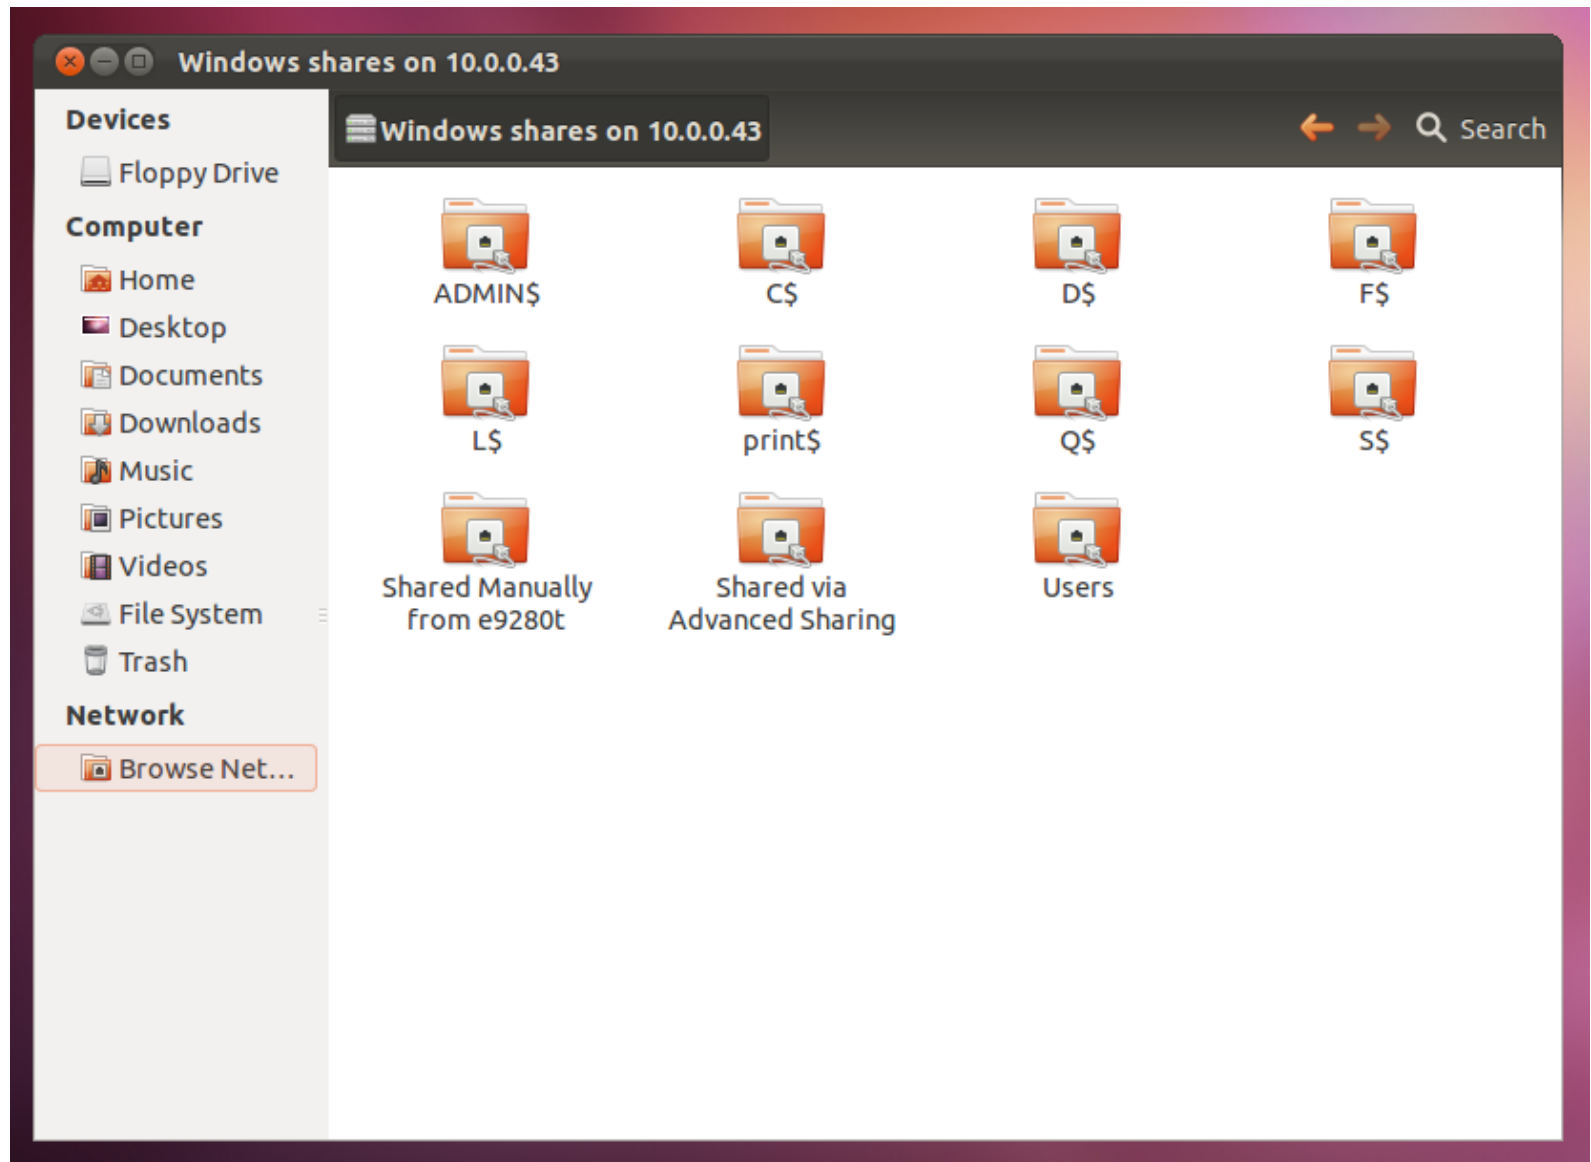 Windows shares on 10.0.0.43
Devices
Floppy Drive
Computer
Home
Desktop
Documents
Downloads
Music
Pictures
Videos
File System
Trash
Network
Browse Net...
Windows shares on 10.0.0.43
Search
ADMIN$
C$
D$
F$
L$
print$
Q$
S$
Shared Manually
from e9280t
Shared via
Advanced Sharing
Users